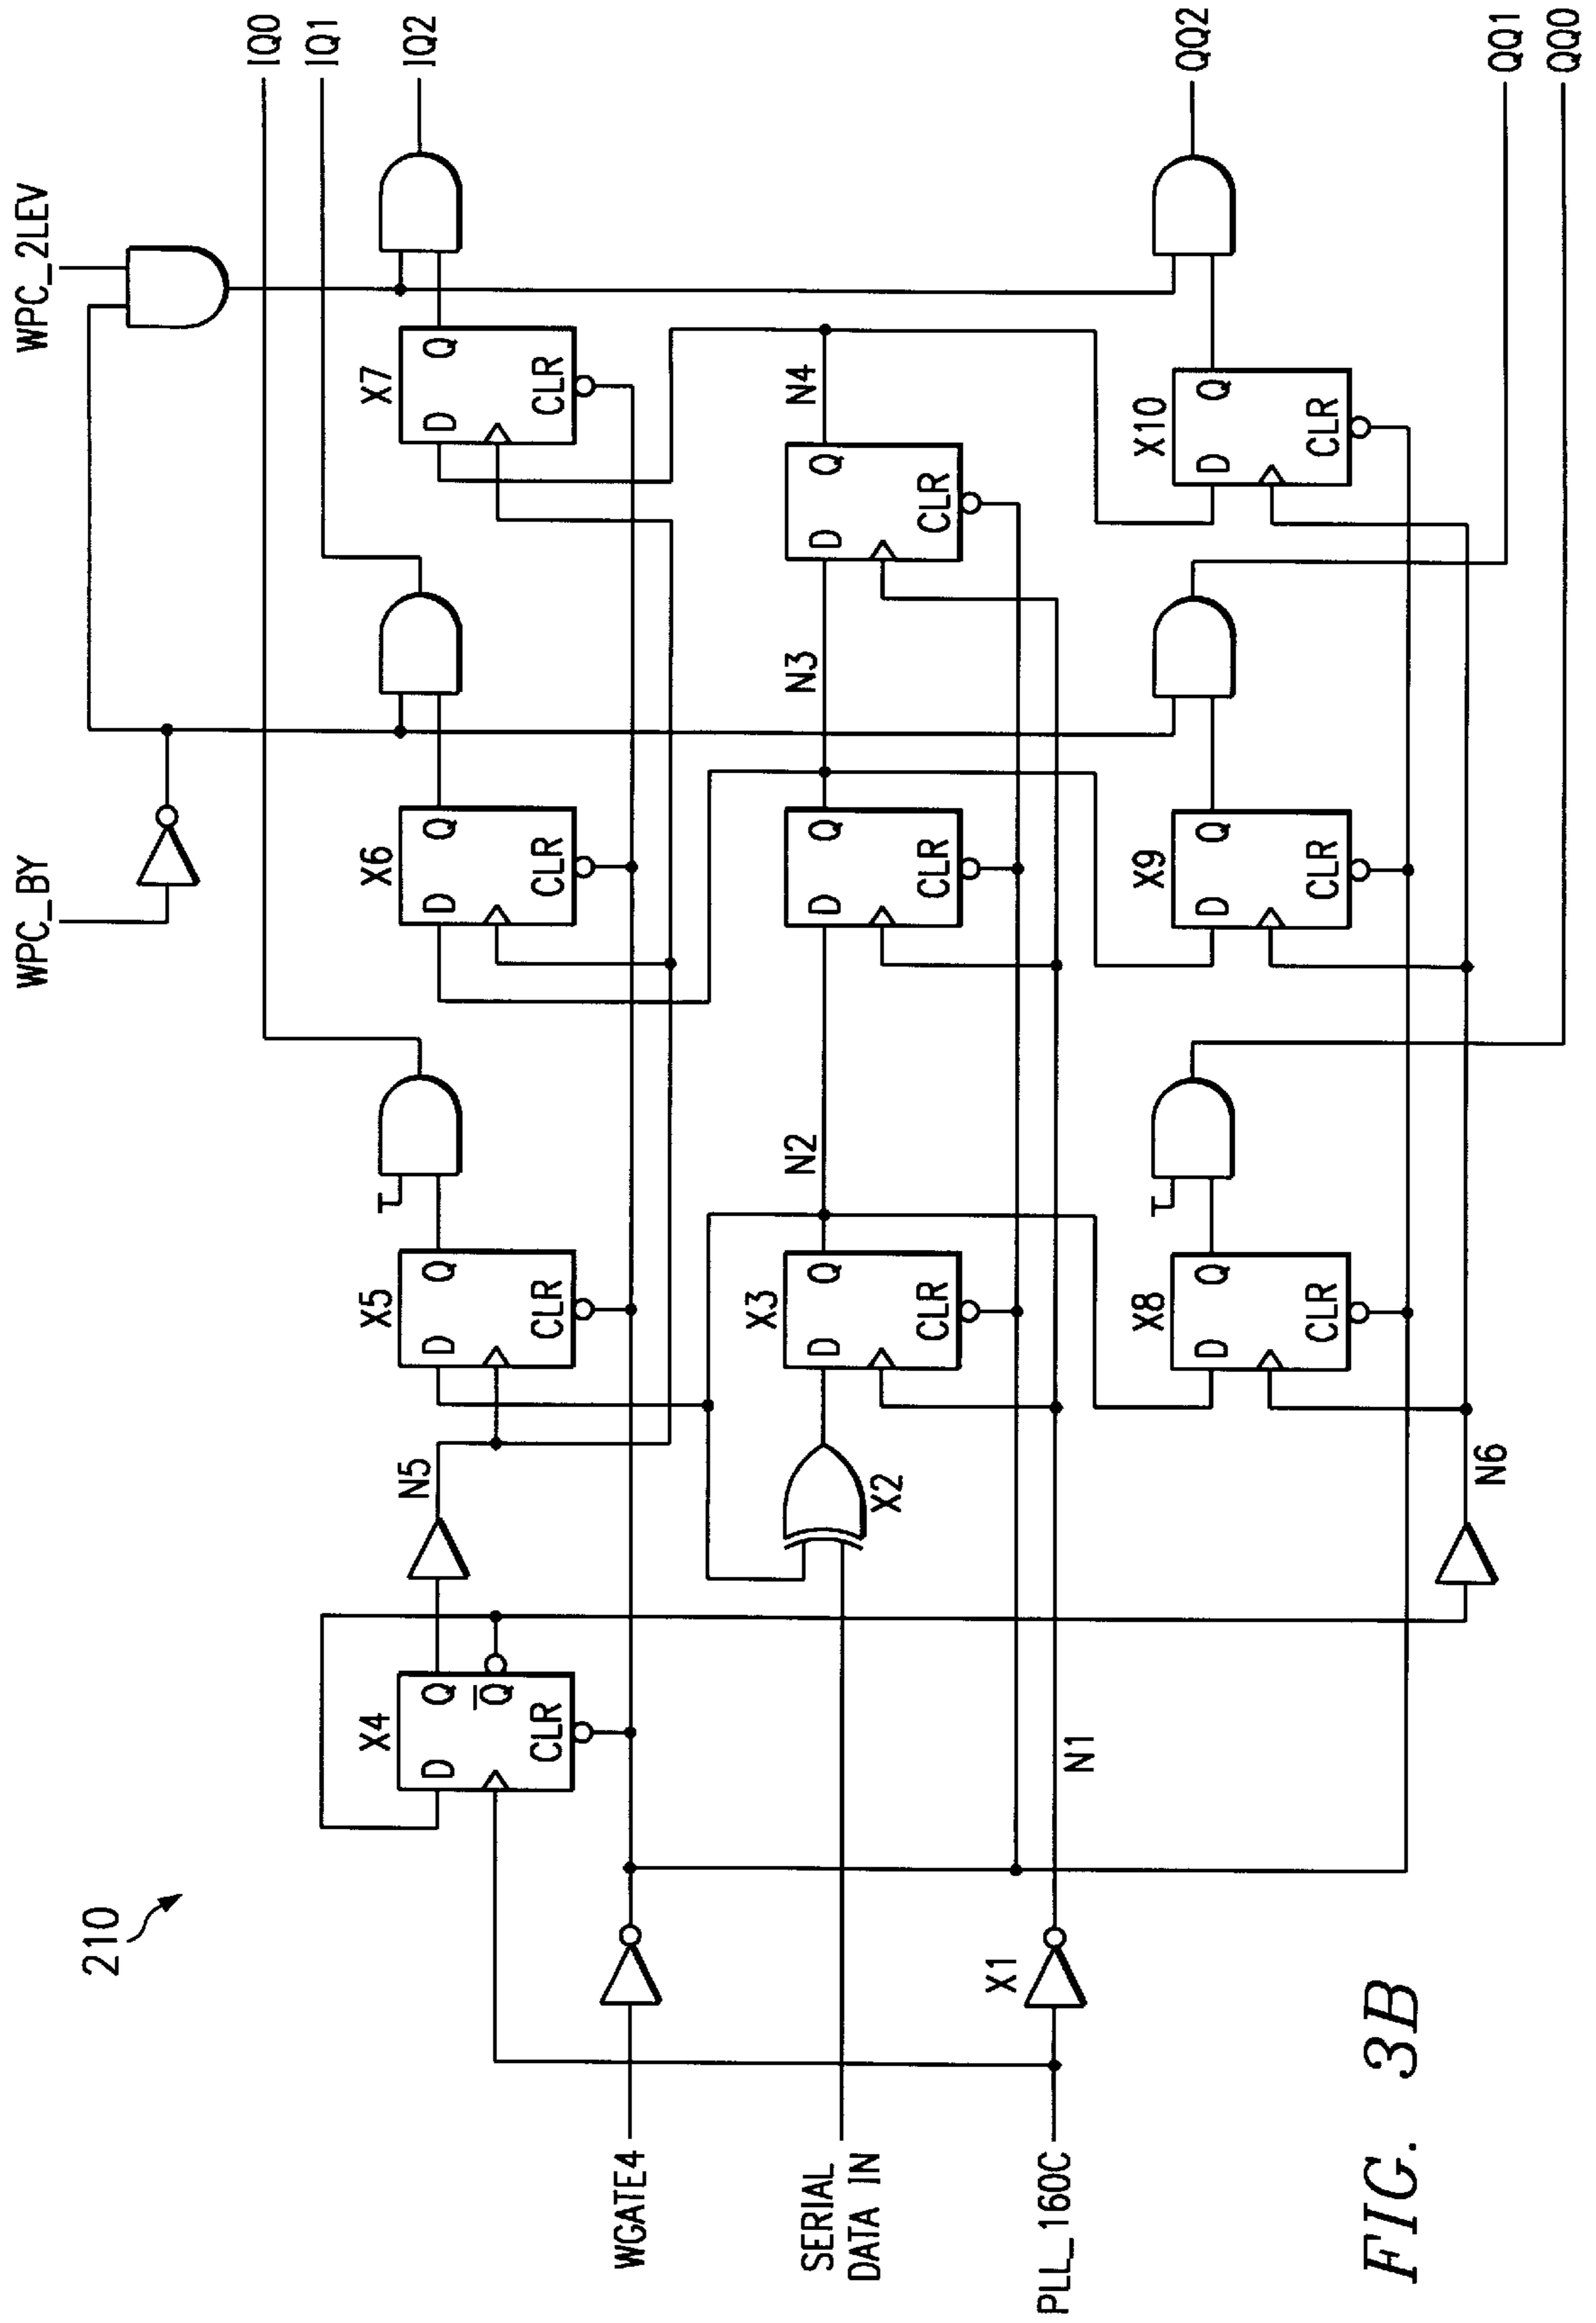 210
WPC_BY
WPC_2LEV
IQ0
IQ1
IQ2
X4
D
Q
Q̅
CLR
N5
X5
D
Q
CLR
T
X6
D
Q
CLR
X7
D
Q
CLR
WGATE4
SERIAL
DATA IN
X2
X3
D
Q
CLR
N2
D
Q
CLR
N3
D
Q
CLR
N4
PLL_160C
X1
N1
X8
D
Q
CLR
T
X9
D
Q
CLR
X10
D
Q
CLR
N6
QQ2
QQ1
QQ0
FIG. 3B